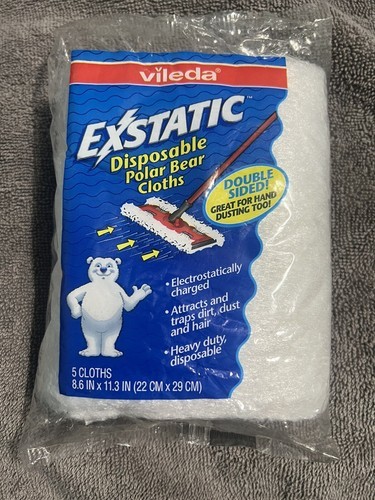 vileda®
EXSTATIC™
Disposable
Polar Bear
Cloths
DOUBLE
SIDED!
GREAT FOR HAND
DUSTING TOO!
• Electrostatically
charged
• Attracts and
traps dirt, dust
and hair
• Heavy duty,
disposable
5 CLOTHS
8.6 IN x 11.3 IN (22 CM x 29 CM)